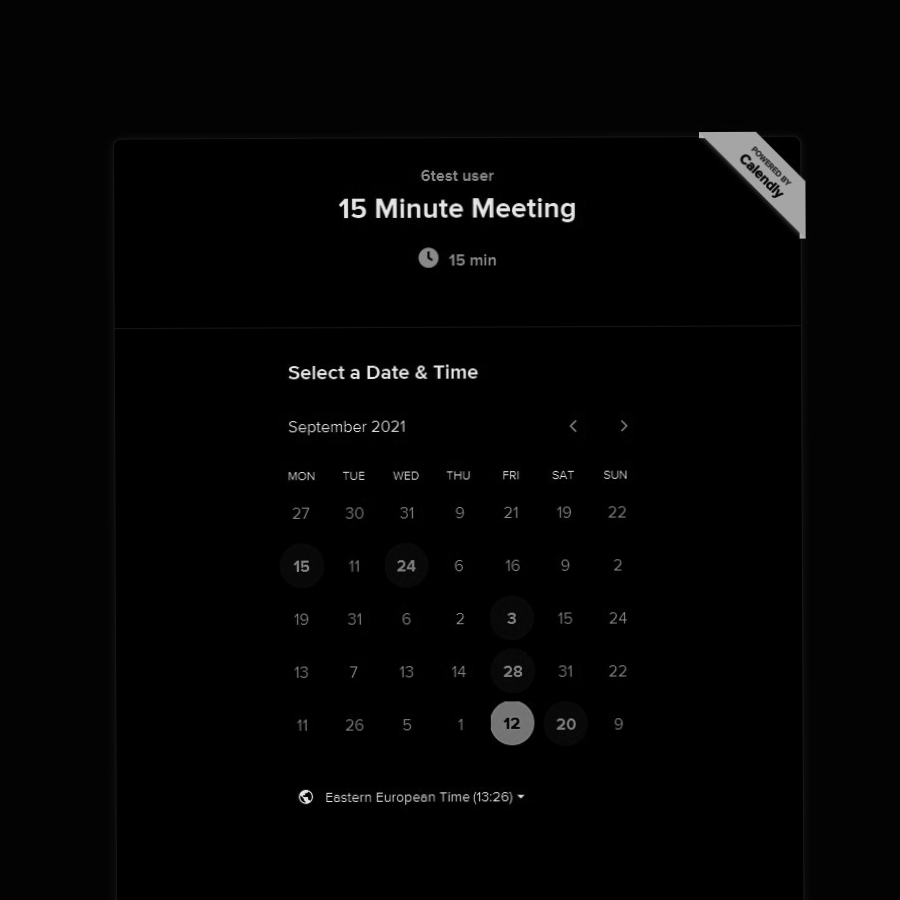 POWERED BY
Calendly
6test user
15 Minute Meeting
15 min
Select a Date & Time
September 2021
MON TUE WED THU FRI SAT SUN
27 30 31 9 21 19 22
15 11 24 6 16 9 2
19 31 6 2 3 15 24
13 7 13 14 28 31 22
11 26 5 1 12 20 9
Eastern European Time (13:26)